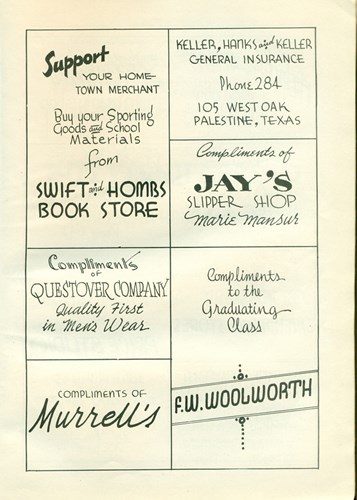 Support
YOUR HOME-
TOWN MERCHANT
Buy your Sporting
Goods and School
Materials
from
SWIFT and HOMBS
BOOK STORE
KELLER, HANKS and KELLER
GENERAL INSURANCE
Phone 284
105 WEST OAK
PALESTINE, TEXAS
Compliments of
JAY'S
SLIPPER SHOP
Marie Mansur
Compliments
of
QUESTOVER COMPANY
Quality First
in Men's Wear
Compliments
to the
Graduating
Class
COMPLIMENTS OF
Murrell's
F.W. WOOLWORTH